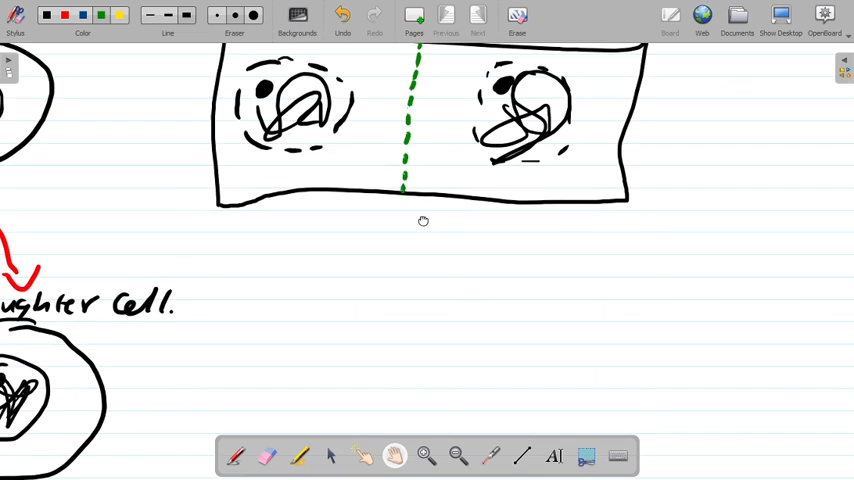 Stylus
Color
Line
Eraser
Backgrounds
Undo
Redo
Pages
Previous
Next
Erase
Board
Web
Documents
Show Desktop
OpenBoard
ughter cell.
AI